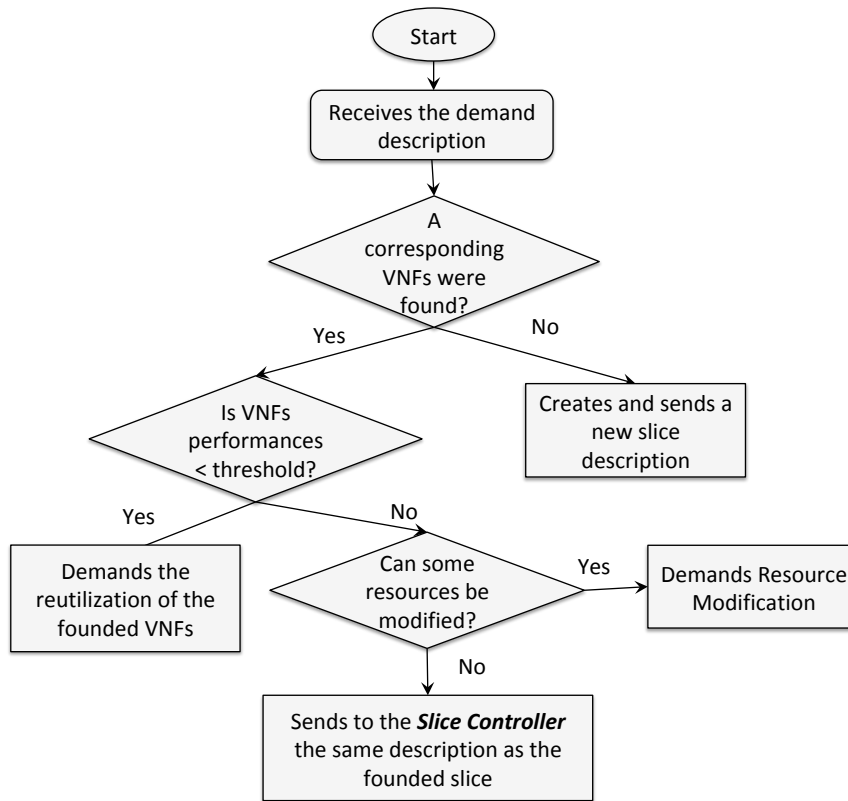 Start
Receives the demand
description
A
corresponding
VNFs were
found?
Yes
No
Is VNFs
performances
< threshold?
Creates and sends a
new slice
description
Yes
No
Demands the
reutilization of the
founded VNFs
Can some
resources be
modified?
Yes
Demands Resource
Modification
No
Sends to the Slice Controller
the same description as the
founded slice